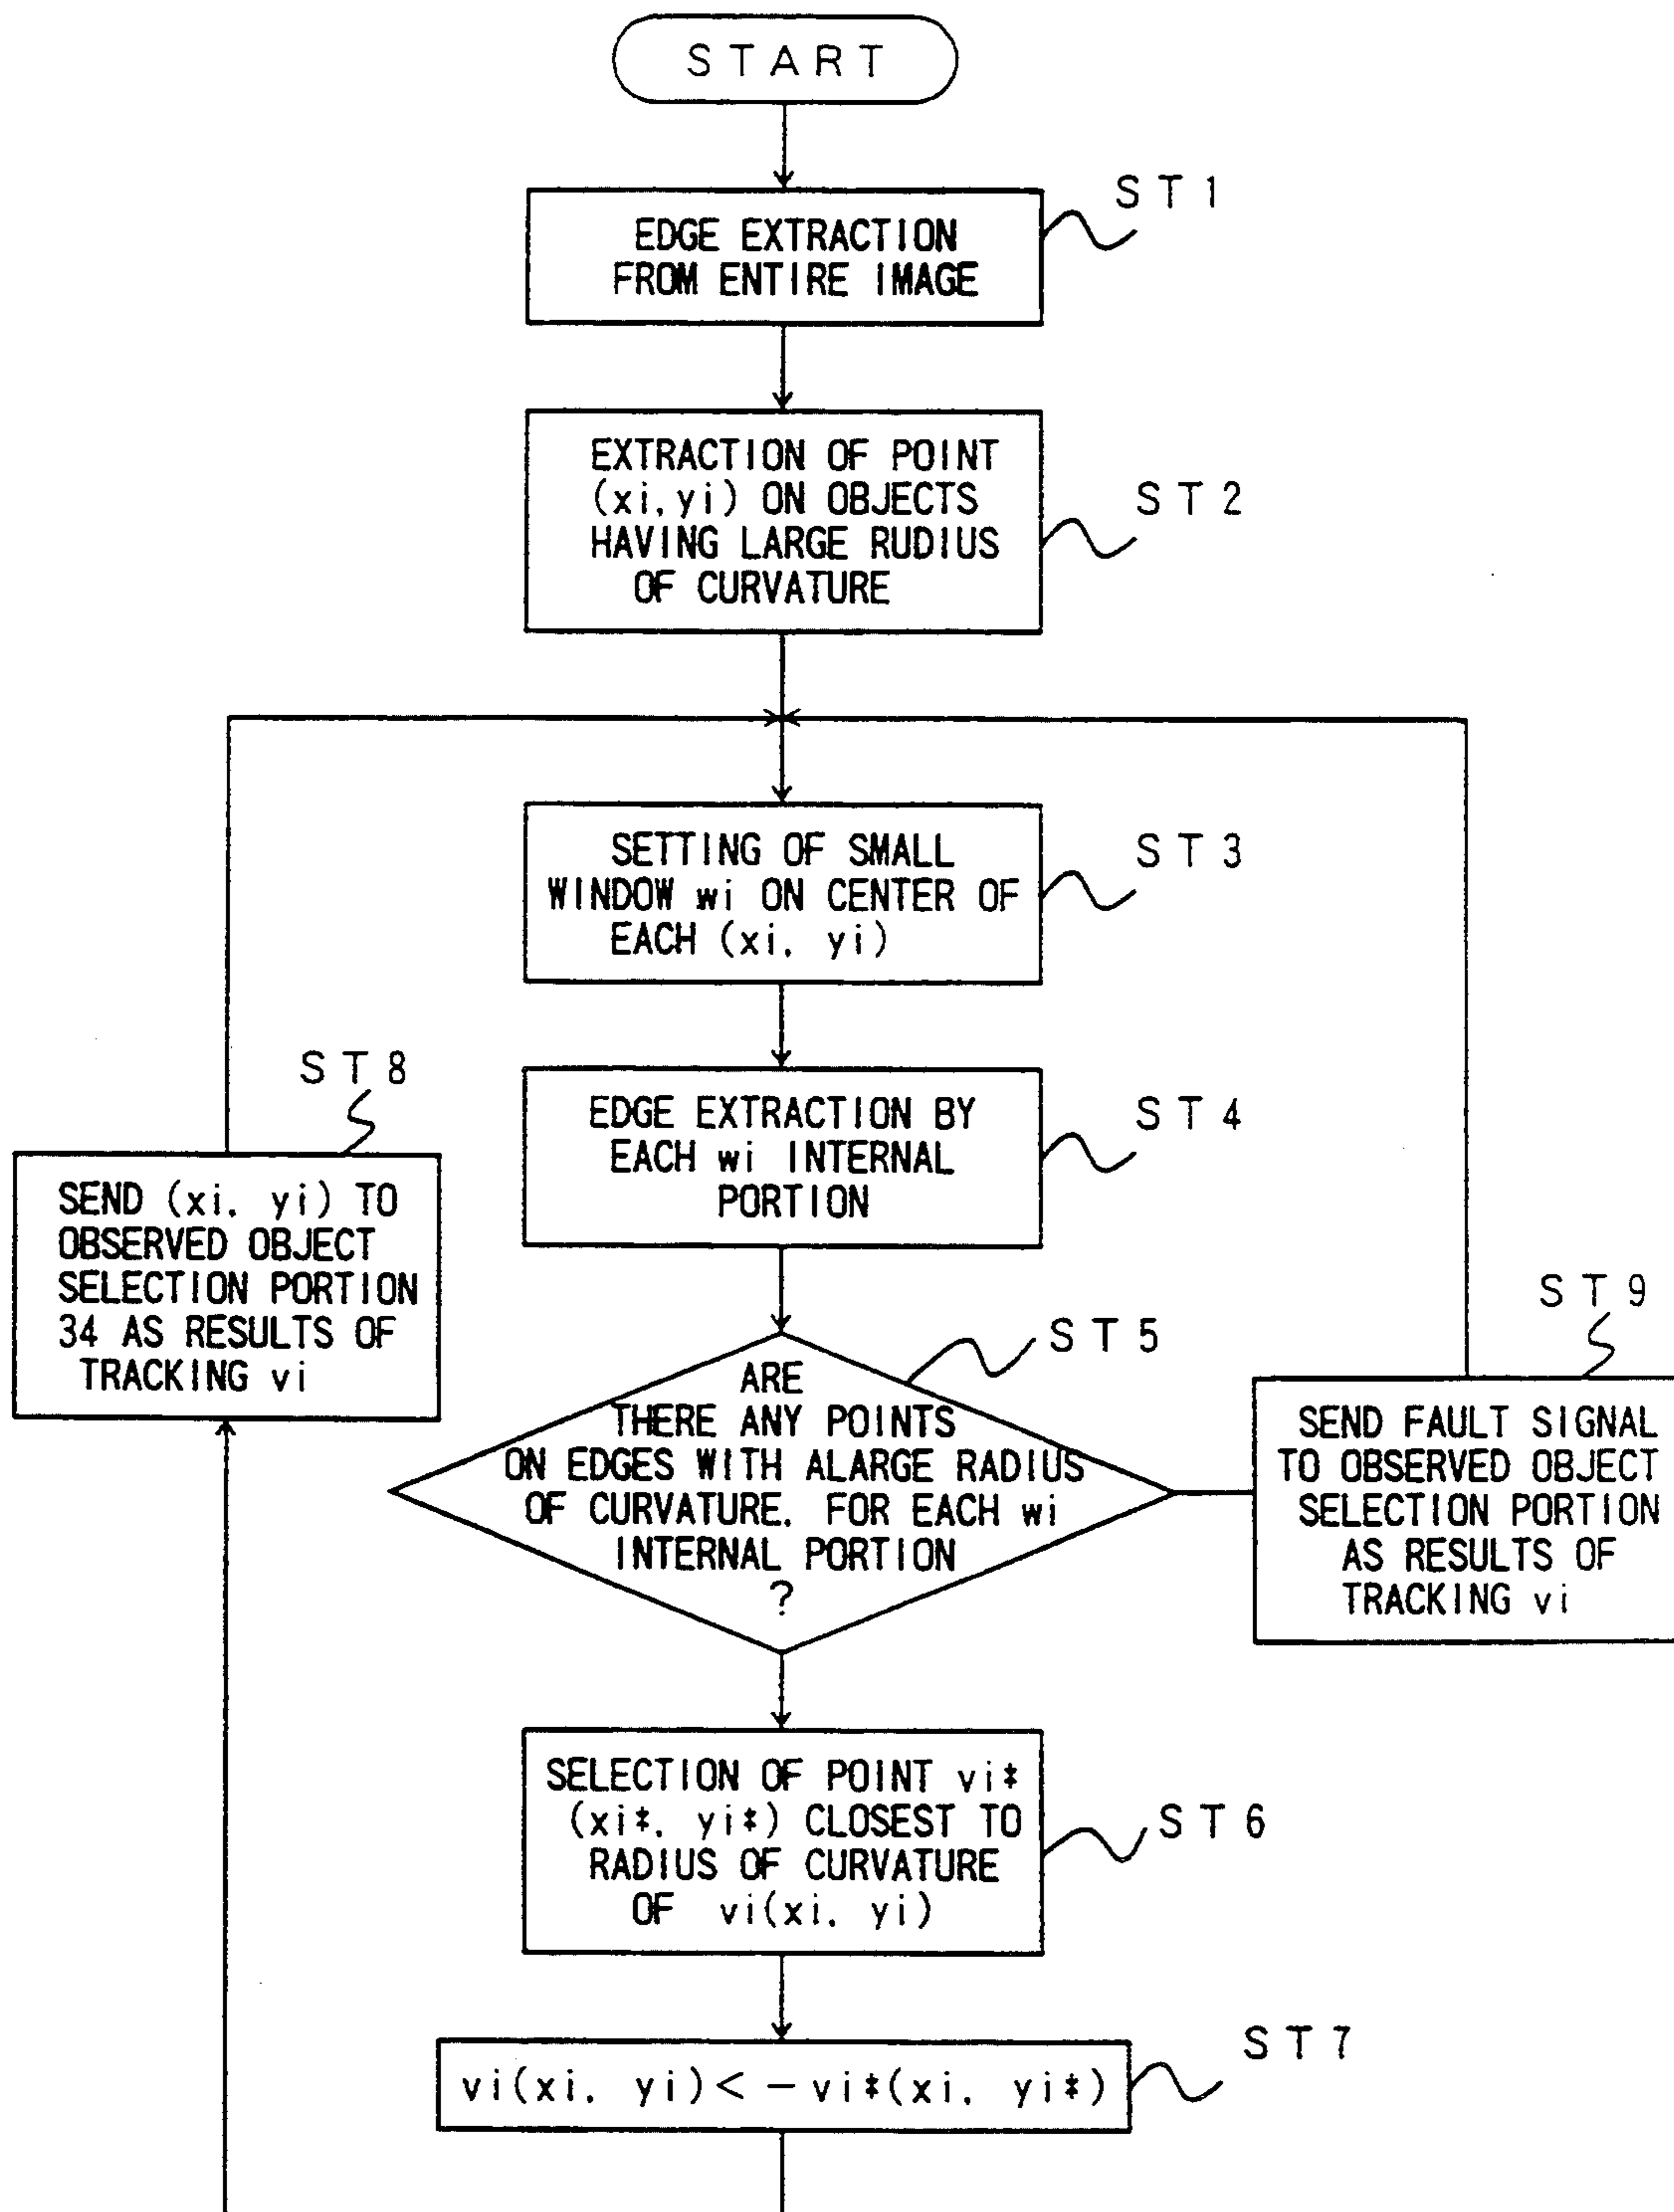 START
ST1
EDGE EXTRACTION
FROM ENTIRE IMAGE
EXTRACTION OF POINT
(xi,yi) ON OBJECTS
HAVING LARGE RUDIUS
OF CURVATURE
ST2
SETTING OF SMALL
WINDOW wi ON CENTER OF
EACH (xi, yi)
ST3
EDGE EXTRACTION BY
EACH wi INTERNAL
PORTION
ST4
ST8
SEND (xi, yi) TO
OBSERVED OBJECT
SELECTION PORTION
34 AS RESULTS OF
TRACKING vi
ST5
ARE
THERE ANY POINTS
ON EDGES WITH ALARGE RADIUS
OF CURVATURE, FOR EACH wi
INTERNAL PORTION
?
ST9
SEND FAULT SIGNAL
TO OBSERVED OBJECT
SELECTION PORTION
AS RESULTS OF
TRACKING vi
SELECTION OF POINT vi*
(xi*, yi*) CLOSEST TO
RADIUS OF CURVATURE
OF vi(xi, yi)
ST6
ST7
vi(xi, yi) < - vi*(xi, yi*)